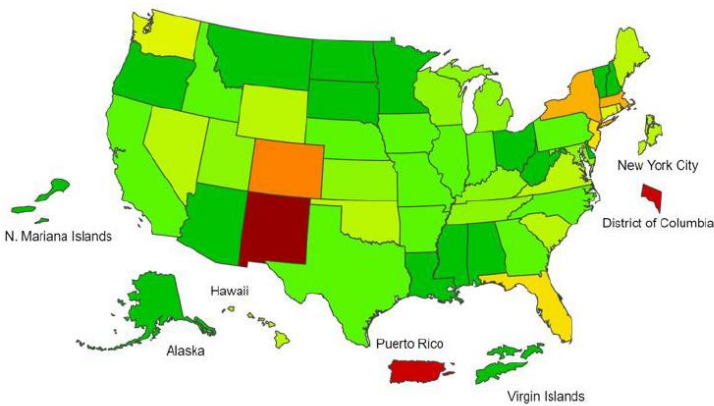 New York City
District of Columbia
N. Mariana Islands
Hawaii
Alaska
Puerto Rico
Virgin Islands